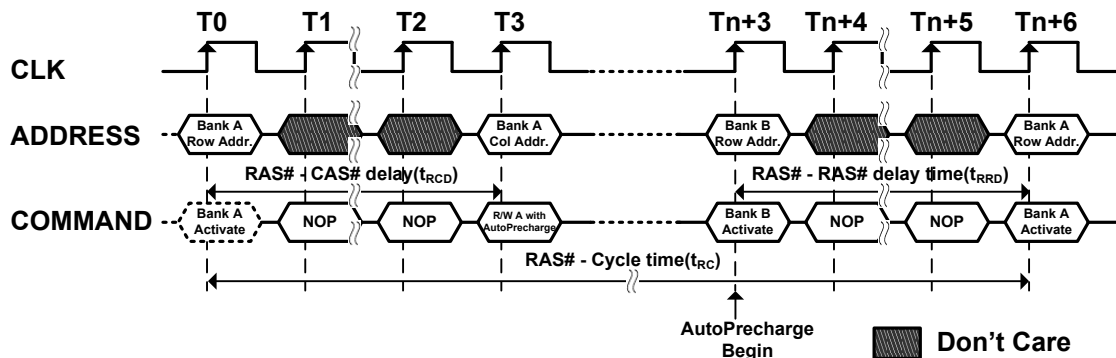 T0 T1 T2 T3 Tn+3 Tn+4 Tn+5 Tn+6
CLK
ADDRESS
Bank A
Row Addr.
Bank A
Col Addr.
Bank B
Row Addr.
Bank A
Row Addr.
RAS# - CAS# delay(tRCD)
RAS# - RAS# delay time(tRRD)
COMMAND
Bank A
Activate
NOP
NOP
R/W A with
AutoPrecharge
Bank B
Activate
NOP
NOP
Bank A
Activate
RAS# - Cycle time(tRC)
AutoPrecharge
Begin
Don't Care